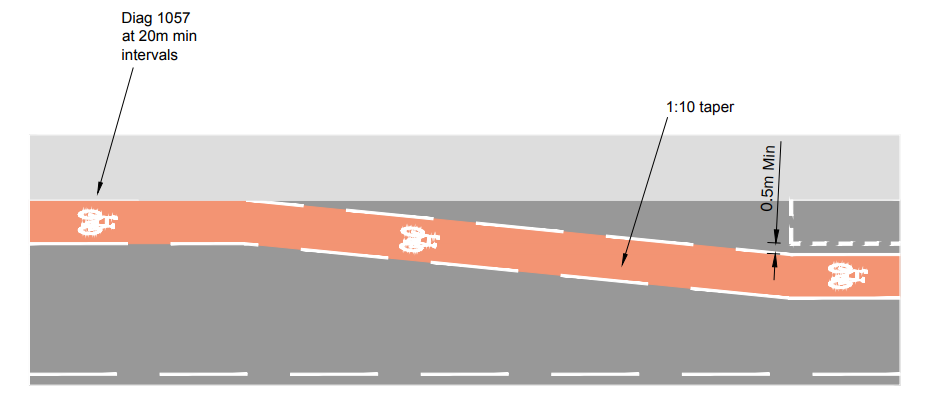 Diag 1057
at 20m min
intervals
1:10 taper
0.5m Min